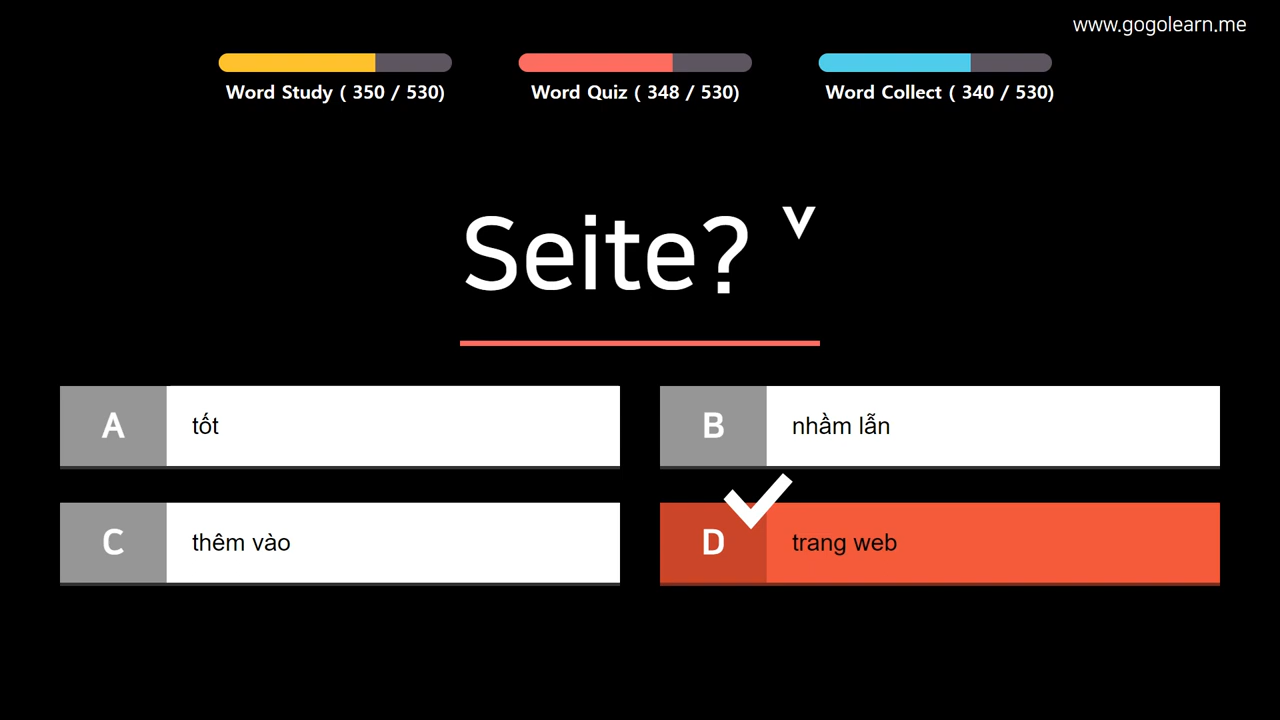 www.gogolearn.me
Word Study ( 350 / 530)
Word Quiz ( 348 / 530)
Word Collect ( 340 / 530)
Seite?
A tốt
B nhầm lẫn
C thêm vào
D trang web